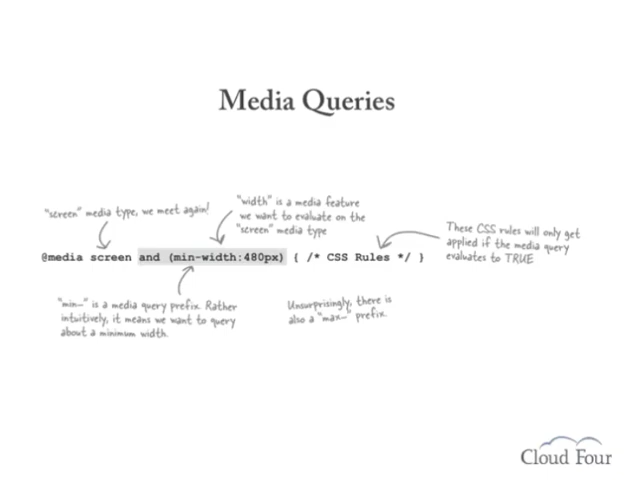 Media Queries
"screen" media type, we meet again!
"width" is a media feature
we want to evaluate on the
"screen" media type
These CSS rules will only get
applied if the media query
evaluates to TRUE
@media screen and (min-width:480px) { /* CSS Rules */ }
"min-" is a media query prefix. Rather
intuitively, it means we want to query
about a minimum width.
Unsurprisingly, there is
also a "max-" prefix.
Cloud Four